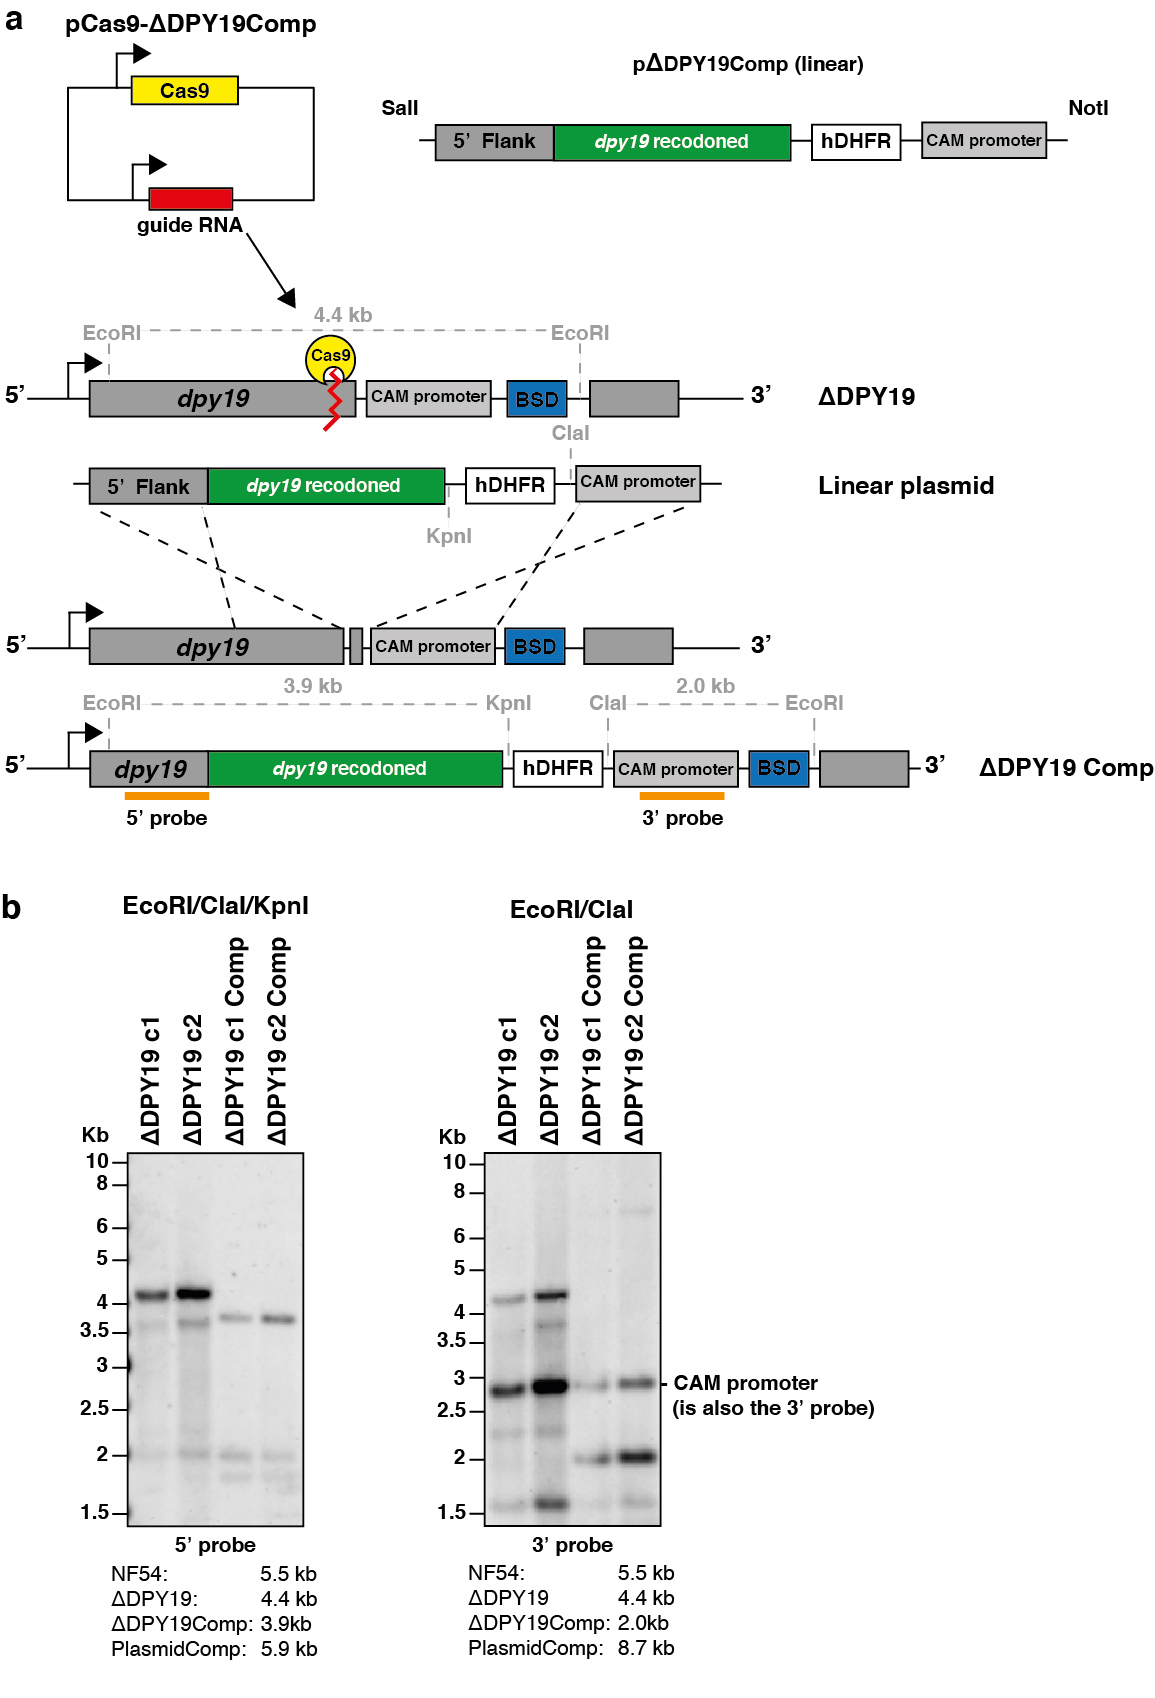 a
pCas9-ΔDPY19Comp
Cas9
guide RNA
pΔDPY19Comp (linear)
SalI
NotI
5’ Flank
dpy19 recodoned
hDHFR
CAM promoter
4.4 kb
EcoRI
EcoRI
Cas9
5’
dpy19
CAM promoter
BSD
3’
ΔDPY19
ClaI
5’ Flank
dpy19 recodoned
hDHFR
CAM promoter
Linear plasmid
KpnI
5’
dpy19
CAM promoter
BSD
3’
3.9 kb
2.0 kb
EcoRI
KpnI
ClaI
EcoRI
5’
dpy19
dpy19 recodoned
hDHFR
CAM promoter
BSD
3’
ΔDPY19 Comp
5’ probe
3’ probe
b
EcoRI/ClaI/KpnI
ΔDPY19 c1
ΔDPY19 c2
ΔDPY19 c1 Comp
ΔDPY19 c2 Comp
Kb
10
8
6
5
4
3.5
3
2.5
2
1.5
5’ probe
NF54: 5.5 kb
ΔDPY19: 4.4 kb
ΔDPY19Comp: 3.9kb
PlasmidComp: 5.9 kb
EcoRI/ClaI
ΔDPY19 c1
ΔDPY19 c2
ΔDPY19 c1 Comp
ΔDPY19 c2 Comp
Kb
10
8
6
5
4
3.5
3
2.5
2
1.5
CAM promoter
(is also the 3’ probe)
3’ probe
NF54: 5.5 kb
ΔDPY19 4.4 kb
ΔDPY19Comp: 2.0kb
PlasmidComp: 8.7 kb